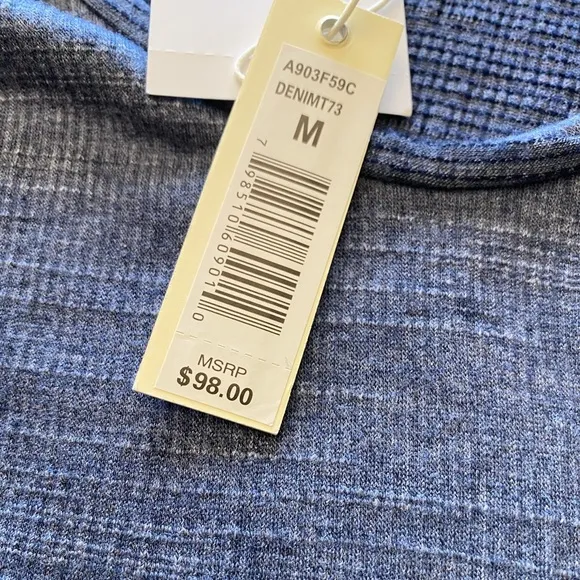 A903F59C
DENIMT73
M
7 98510 60901 0
MSRP
$98.00